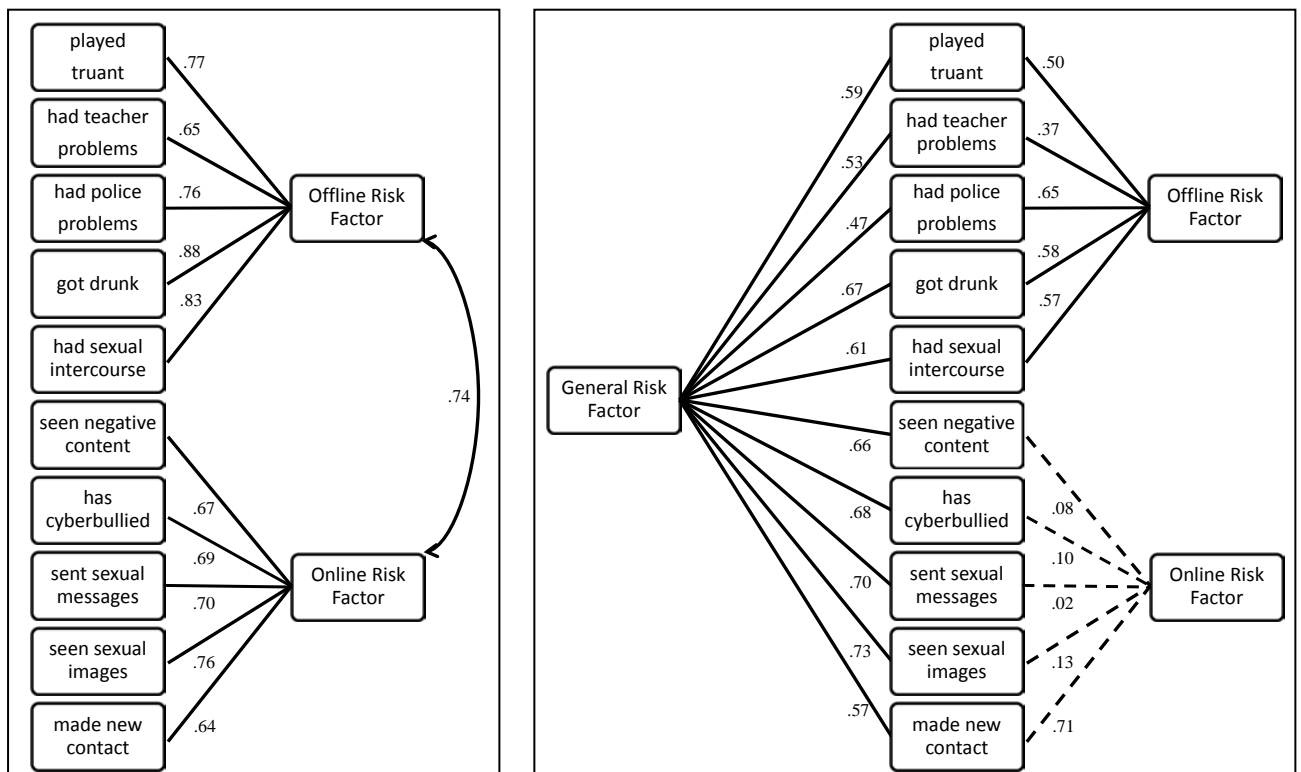 played
truant
.77
had teacher
problems
.65
had police
problems
.76
got drunk
.88
had sexual
intercourse
.83
Offline Risk
Factor
.74
seen negative
content
.67
has
cyberbullied
.69
sent sexual
messages
.70
seen sexual
images
.76
made new
contact
.64
Online Risk
Factor
General Risk
Factor
.59
.53
.47
.67
.61
.66
.68
.70
.73
.57
played
truant
had teacher
problems
had police
problems
got drunk
had sexual
intercourse
seen negative
content
has
cyberbullied
sent sexual
messages
seen sexual
images
made new
contact
.50
.37
.65
.58
.57
Offline Risk
Factor
.08
.10
.02
.13
.71
Online Risk
Factor